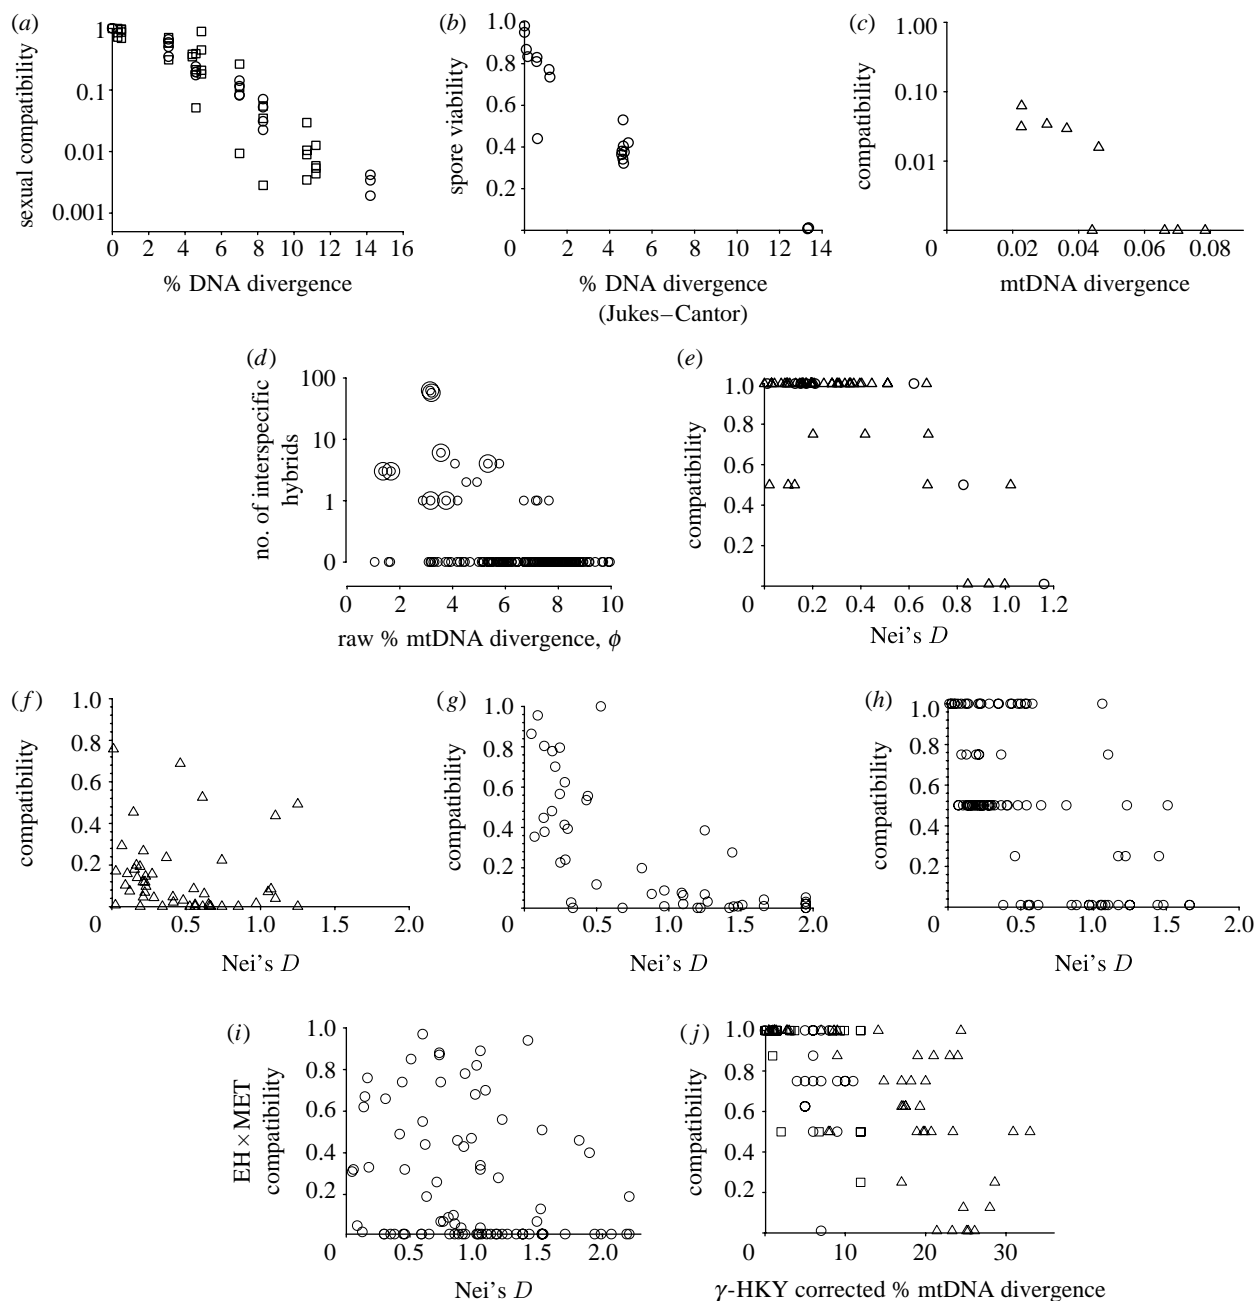 (a)
sexual compatibility
1
0.1
0.01
0.001
0 2 4 6 8 10 12 14 16
% DNA divergence
(b)
spore viability
1.0
0.8
0.6
0.4
0.2
0 2 4 6 8 10 12 14
% DNA divergence
(Jukes–Cantor)
(c)
compatibility
1.00
0.10
0.01
0 0.02 0.04 0.06 0.08
mtDNA divergence
(d)
no. of interspecific
hybrids
100
10
1
0
0 2 4 6 8 10
raw % mtDNA divergence, ϕ
(e)
compatibility
1.0
0.8
0.6
0.4
0.2
0 0.2 0.4 0.6 0.8 1.0 1.2
Nei's D
(f)
compatibility
1.0
0.8
0.6
0.4
0.2
0 0.5 1.0 1.5 2.0
Nei's D
(g)
compatibility
1.0
0.8
0.6
0.4
0.2
0 0.5 1.0 1.5 2.0
Nei's D
(h)
compatibility
1.0
0.8
0.6
0.4
0.2
0 0.5 1.0 1.5 2.0
Nei's D
(i)
EH×MET
compatibility
1.0
0.8
0.6
0.4
0.2
0 0.5 1.0 1.5 2.0
Nei's D
(j)
compatibility
1.0
0.8
0.6
0.4
0.2
0 10 20 30
γ-HKY corrected % mtDNA divergence